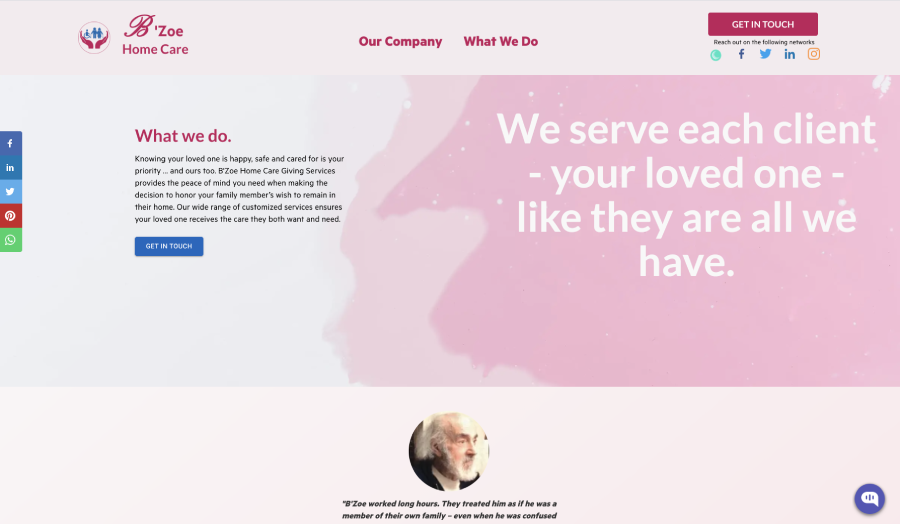 B'Zoe
Home Care
Our Company
What We Do
GET IN TOUCH
Reach out on the following networks
What we do.
Knowing your loved one is happy, safe and cared for is your
priority ... and ours too. B'Zoe Home Care Giving Services
provides the peace of mind you need when making the
decision to honor your family member's wish to remain in
their home. Our wide range of customized services ensures
your loved one receives the care they both want and need.
GET IN TOUCH
We serve each client
- your loved one -
like they are all we
have.
"B'Zoe worked long hours. They treated him as if he was a
member of their own family – even when he was confused